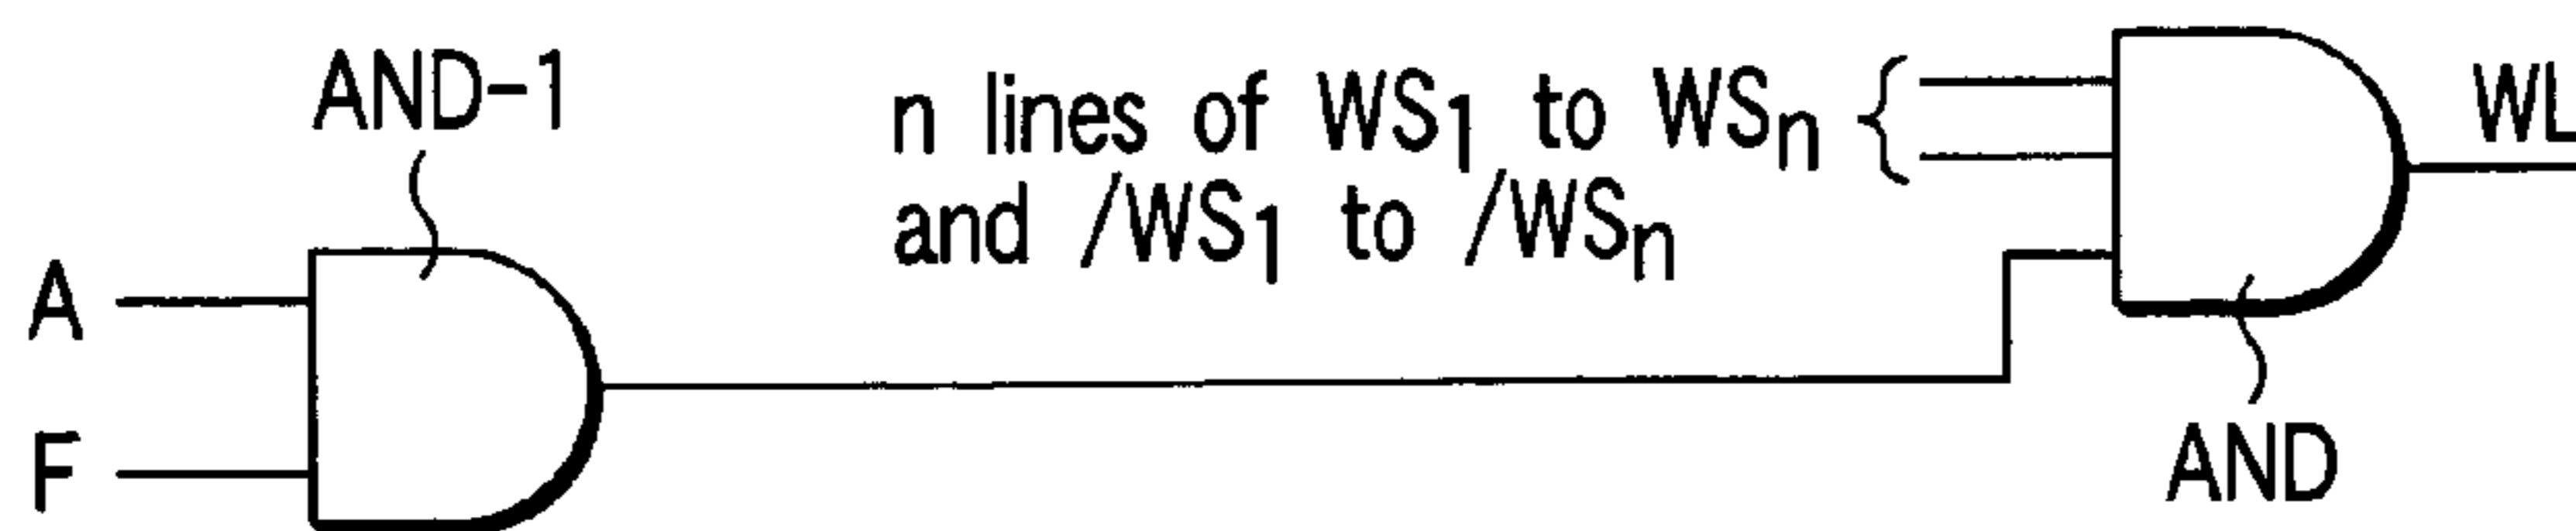 AND-1
n lines of WS1 to WSn
and /WS1 to /WSn
WL
A
F
AND